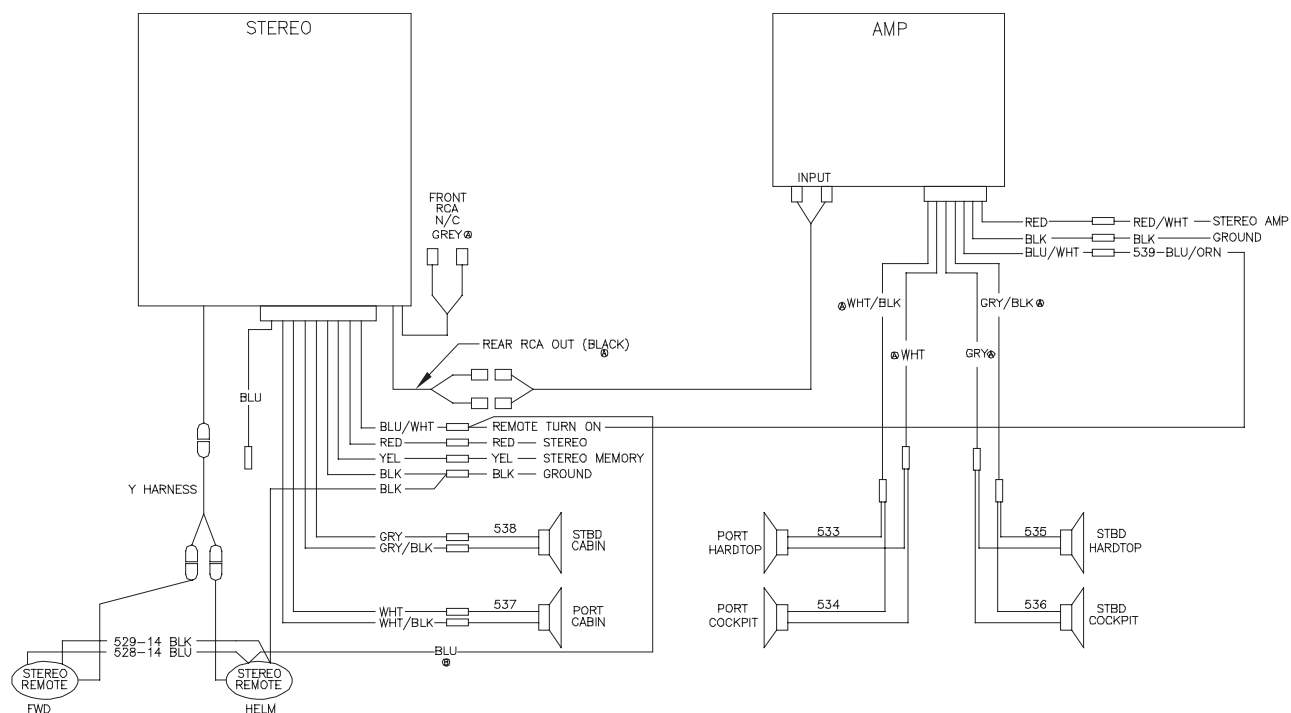 STEREO
AMP
INPUT
FRONT
RCA
N/C
GREY Ⓐ
RED RED/WHT STEREO AMP
BLK BLK GROUND
BLU/WHT 539-BLU/ORN
Ⓐ WHT/BLK
GRY/BLK Ⓐ
Ⓐ WHT
GRY Ⓐ
REAR RCA OUT (BLACK)
Ⓐ
BLU
BLU/WHT REMOTE TURN ON
RED RED STEREO
YEL YEL STEREO MEMORY
BLK BLK GROUND
BLK
Y HARNESS
GRY 538
GRY/BLK
STBD
CABIN
WHT 537
WHT/BLK
PORT
CABIN
PORT
HARDTOP
533
535
STBD
HARDTOP
PORT
COCKPIT
534
536
STBD
COCKPIT
529-14 BLK
528-14 BLU
BLU
Ⓑ
STEREO
REMOTE
FWD
STEREO
REMOTE
HELM